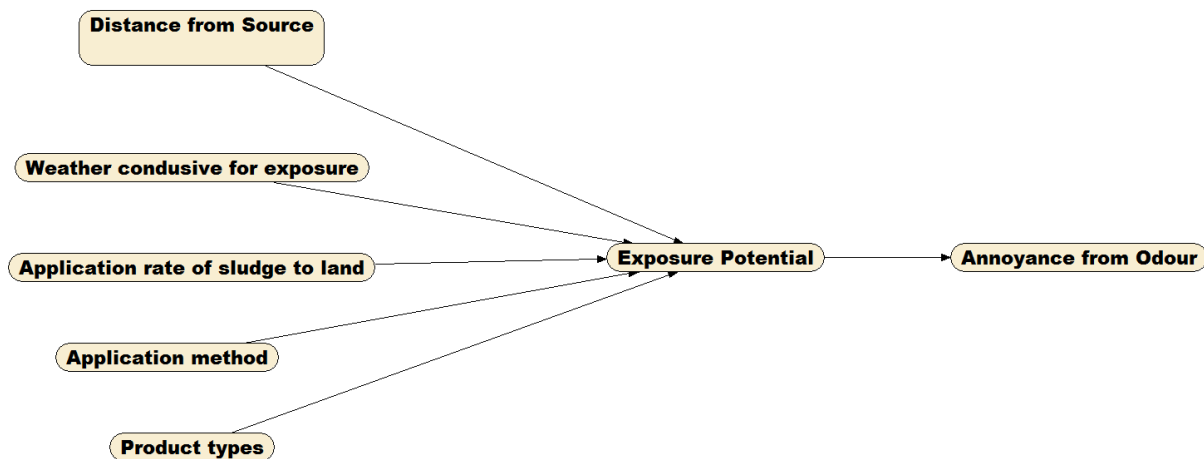 Distance from Source
Weather condusive for exposure
Application rate of sludge to land
Exposure Potential
Annoyance from Odour
Application method
Product types